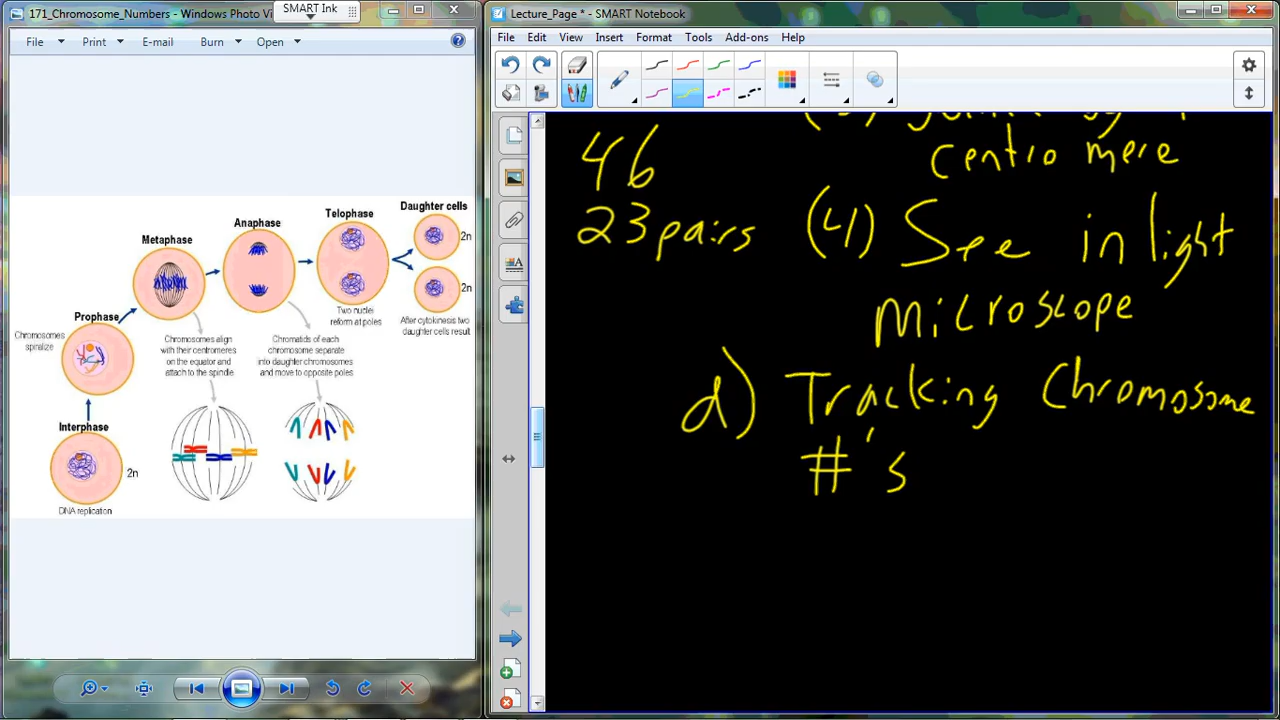 171_Chromosome_Numbers - Windows Photo Vi
SMART Ink
File Print E-mail Burn Open
Daughter cells
Telophase
Anaphase
2n
Metaphase
2n
Prophase
Two nuclei
reform at poles
After cytokinesis two
daughter cells result
Chromosomes
spiralize
Chromosomes align
with their centromeres
on the equator and
attach to the spindle
Chromatids of each
chromosome separate
into daughter chromosomes
and move to opposite poles
Interphase
2n
DNA replication
Lecture_Page * - SMART Notebook
File Edit View Insert Format Tools Add-ons Help
centro mere
46
23 pairs (4) See in light
microscope
d) Tracking Chromosome
#'s